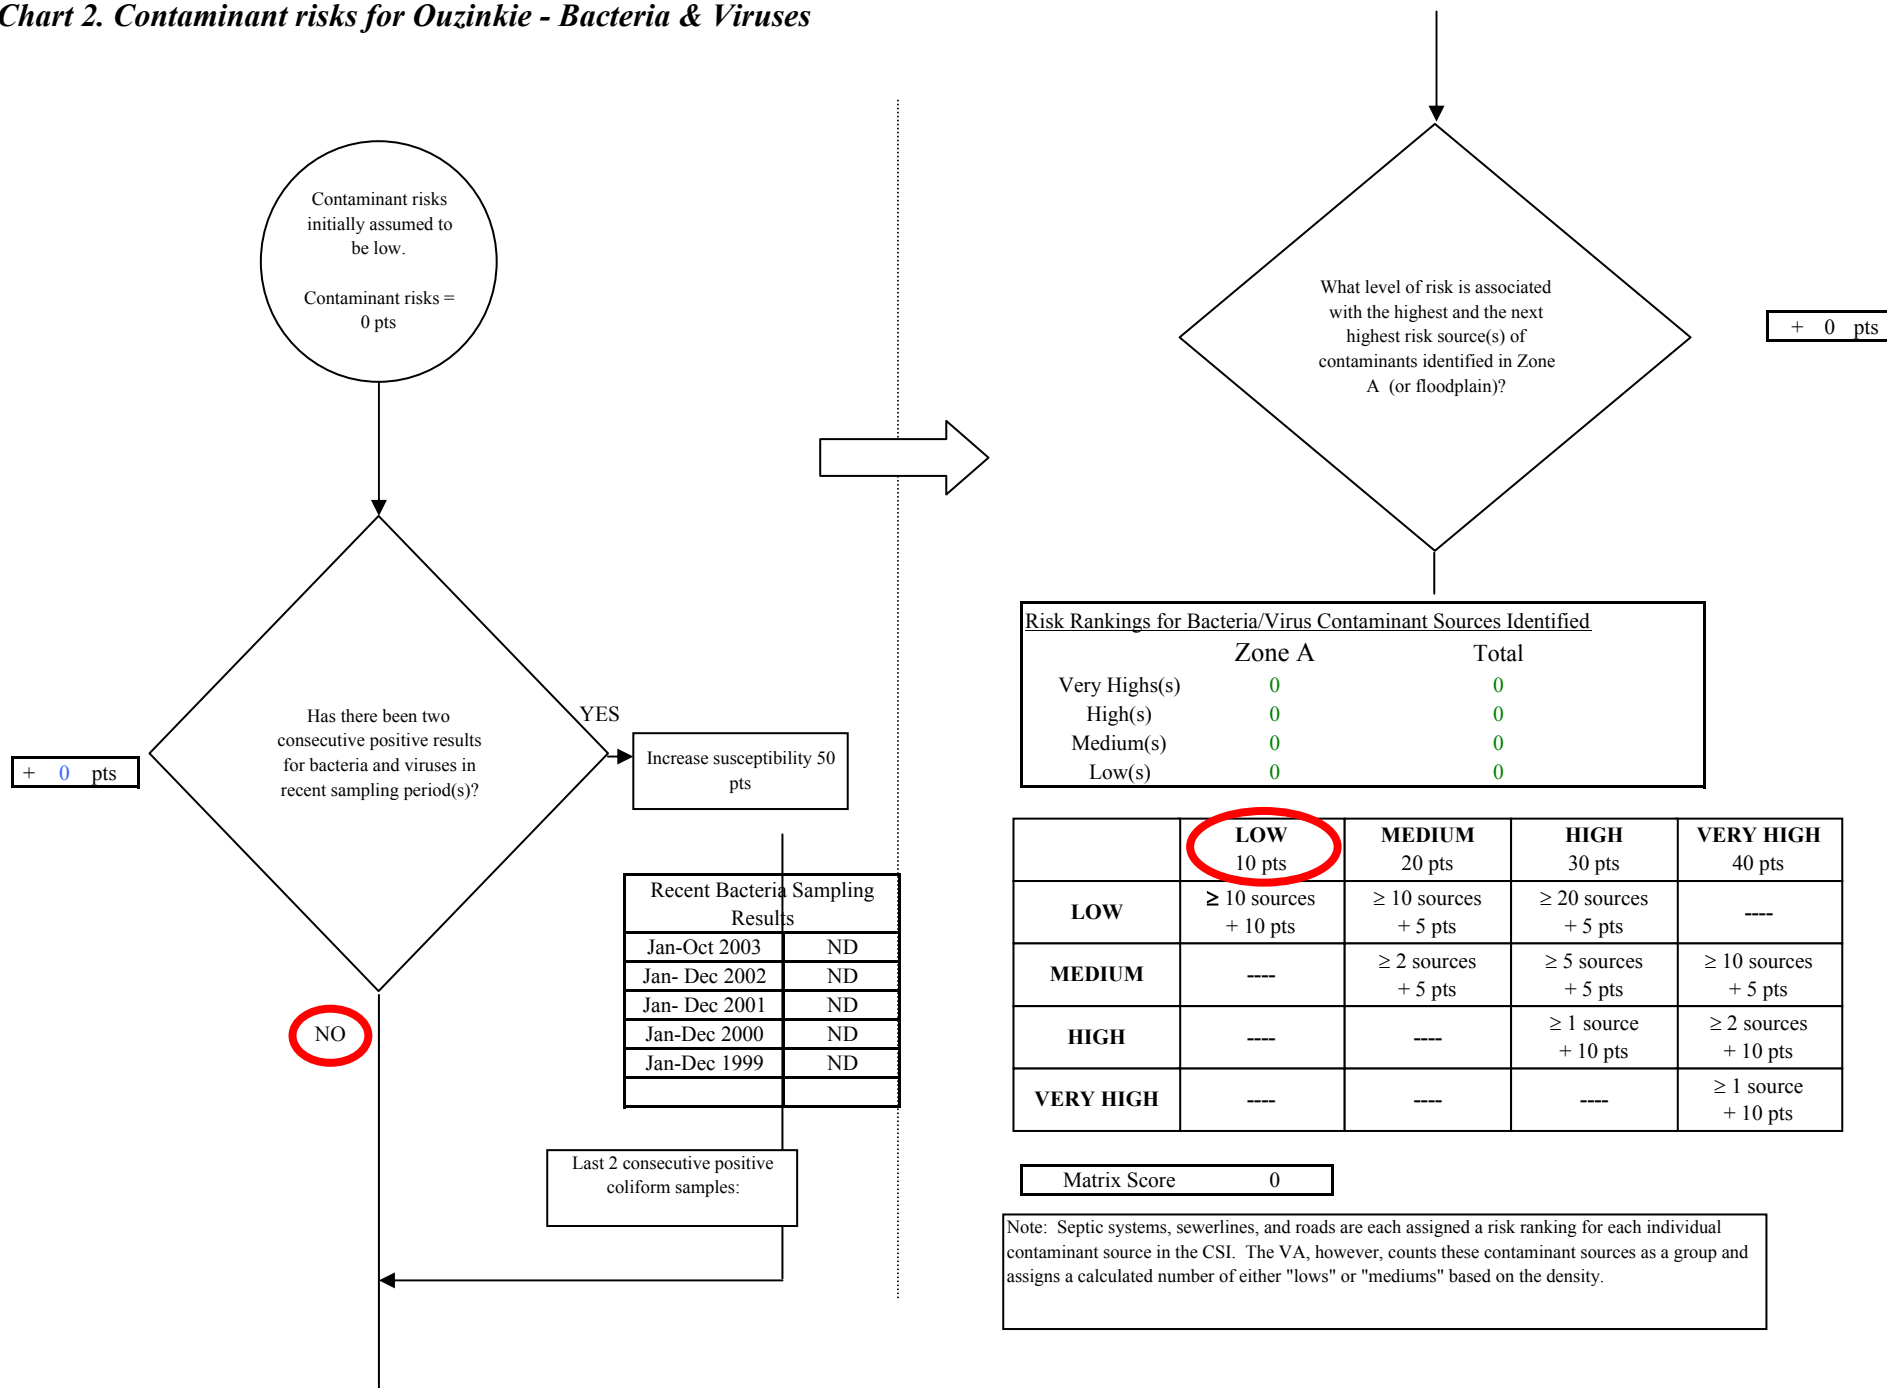 Chart 2. Contaminant risks for Ouzinkie - Bacteria & Viruses
Contaminant risks
initially assumed to
be low.
Contaminant risks =
0 pts
Has there been two
consecutive positive results
for bacteria and viruses in
recent sampling period(s)?
+ 0 pts
YES
Increase susceptibility 50
pts
Recent Bacteria Sampling
Results
Jan-Oct 2003 ND
Jan- Dec 2002 ND
Jan- Dec 2001 ND
Jan-Dec 2000 ND
Jan-Dec 1999 ND
NO
Last 2 consecutive positive
coliform samples:
What level of risk is associated
with the highest and the next
highest risk source(s) of
contaminants identified in Zone
A (or floodplain)?
+ 0 pts
Risk Rankings for Bacteria/Virus Contaminant Sources Identified
Zone A Total
Very Highs(s) 0 0
High(s) 0 0
Medium(s) 0 0
Low(s) 0 0
LOW MEDIUM HIGH VERY HIGH
10 pts 20 pts 30 pts 40 pts
LOW ≥ 10 sources ≥ 10 sources ≥ 20 sources ----
+ 10 pts + 5 pts + 5 pts
MEDIUM ---- ≥ 2 sources ≥ 5 sources ≥ 10 sources
+ 5 pts + 5 pts + 5 pts
HIGH ---- ---- ≥ 1 source ≥ 2 sources
+ 10 pts + 10 pts
VERY HIGH ---- ---- ---- ≥ 1 source
+ 10 pts
Matrix Score 0
Note: Septic systems, sewerlines, and roads are each assigned a risk ranking for each individual
contaminant source in the CSI. The VA, however, counts these contaminant sources as a group and
assigns a calculated number of either "lows" or "mediums" based on the density.